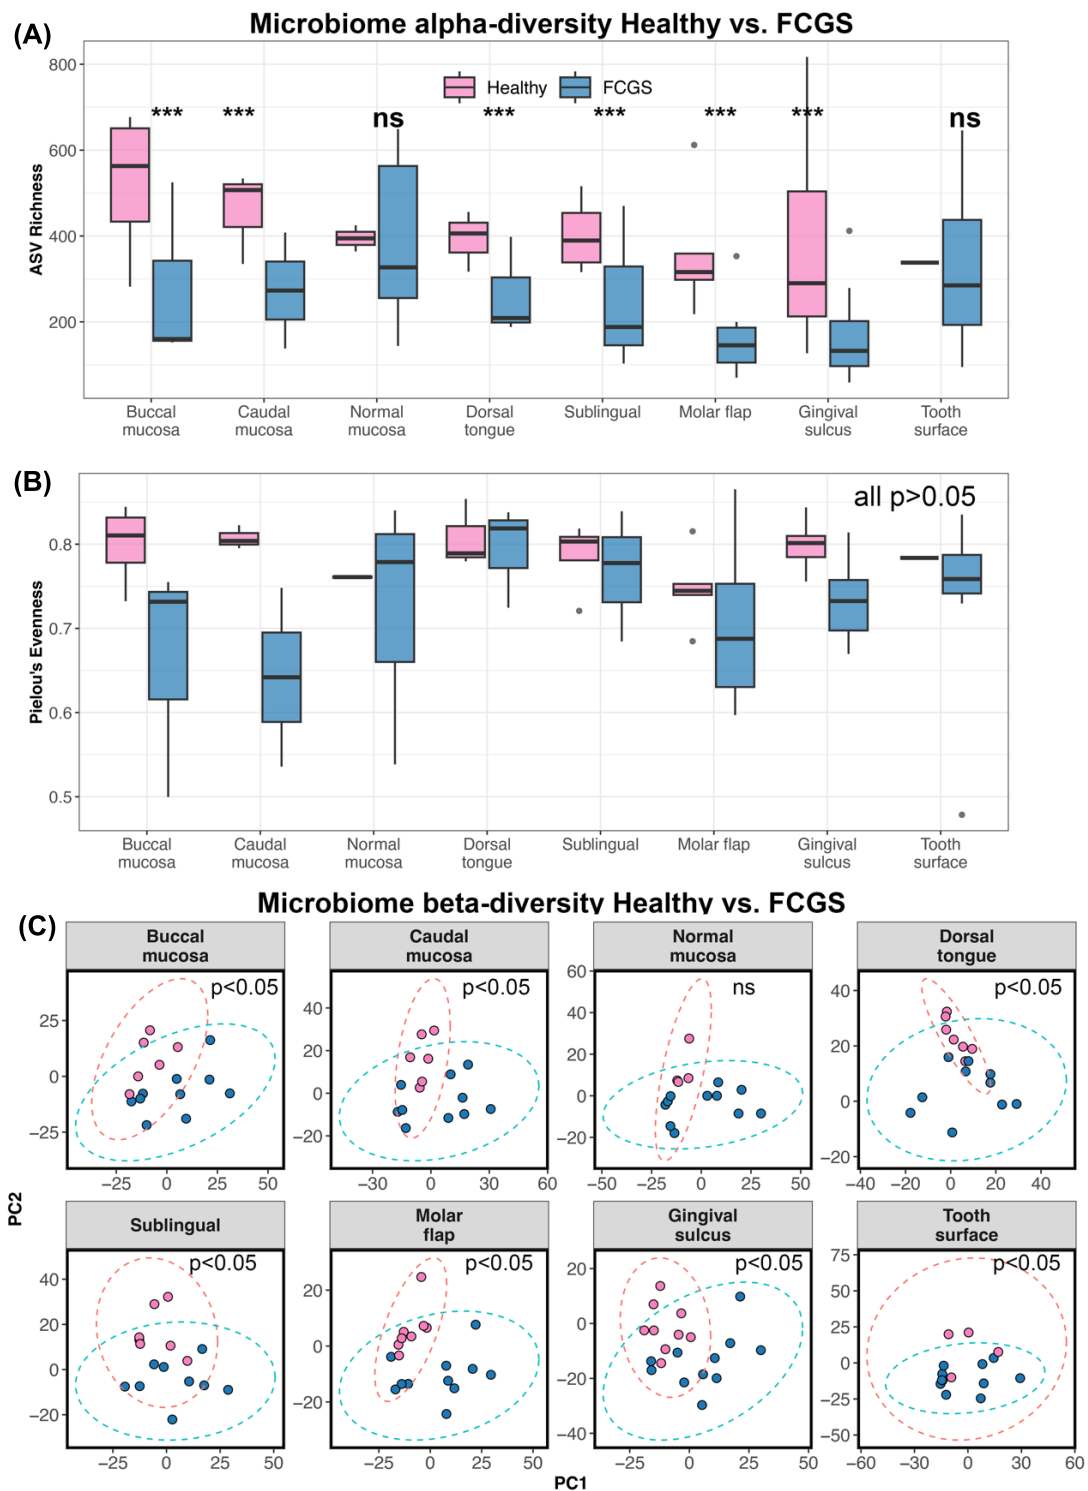 (A)
Microbiome alpha-diversity Healthy vs. FCGS
ASV Richness
800
600
400
200
Healthy FCGS
*** *** ns *** *** *** *** ns
Buccal mucosa
Caudal mucosa
Normal mucosa
Dorsal tongue
Sublingual
Molar flap
Gingival sulcus
Tooth surface
(B)
Pielou's Evenness
all p>0.05
0.8
0.7
0.6
0.5
Buccal mucosa
Caudal mucosa
Normal mucosa
Dorsal tongue
Sublingual
Molar flap
Gingival sulcus
Tooth surface
Microbiome beta-diversity Healthy vs. FCGS
(C)
Buccal mucosa
p<0.05
25
0
−25
−25 0 25 50
Caudal mucosa
p<0.05
40
20
0
−20
−30 0 30 60
Normal mucosa
ns
60
40
20
0
−20
−50 −25 0 25 50
Dorsal tongue
p<0.05
40
20
0
−20
−40 −20 0 20 40
PC2
Sublingual
p<0.05
40
20
0
−20
−25 0 25 50
Molar flap
p<0.05
20
0
−20
−25 0 25 50
Gingival sulcus
p<0.05
20
0
−20
−40
−25 0 25 50
Tooth surface
p<0.05
75
50
25
0
−25
−50
−60 −30 0 30 60
PC1